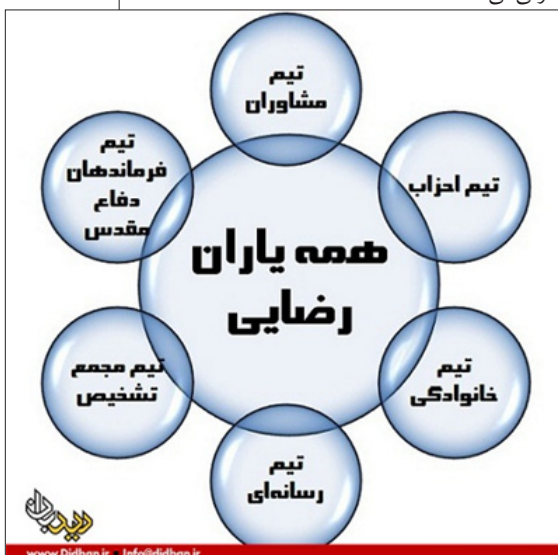 تیم
مشاوران
تیم احزاب
تیم
فرماندهان
دفاع
مقدس
همه یاران
رضایی
تیم
خانوادگی
تیم مجمع
تشخیص
تیم
رسانه‌ای
دیدبان
www.Didban.ir Info@didban.ir